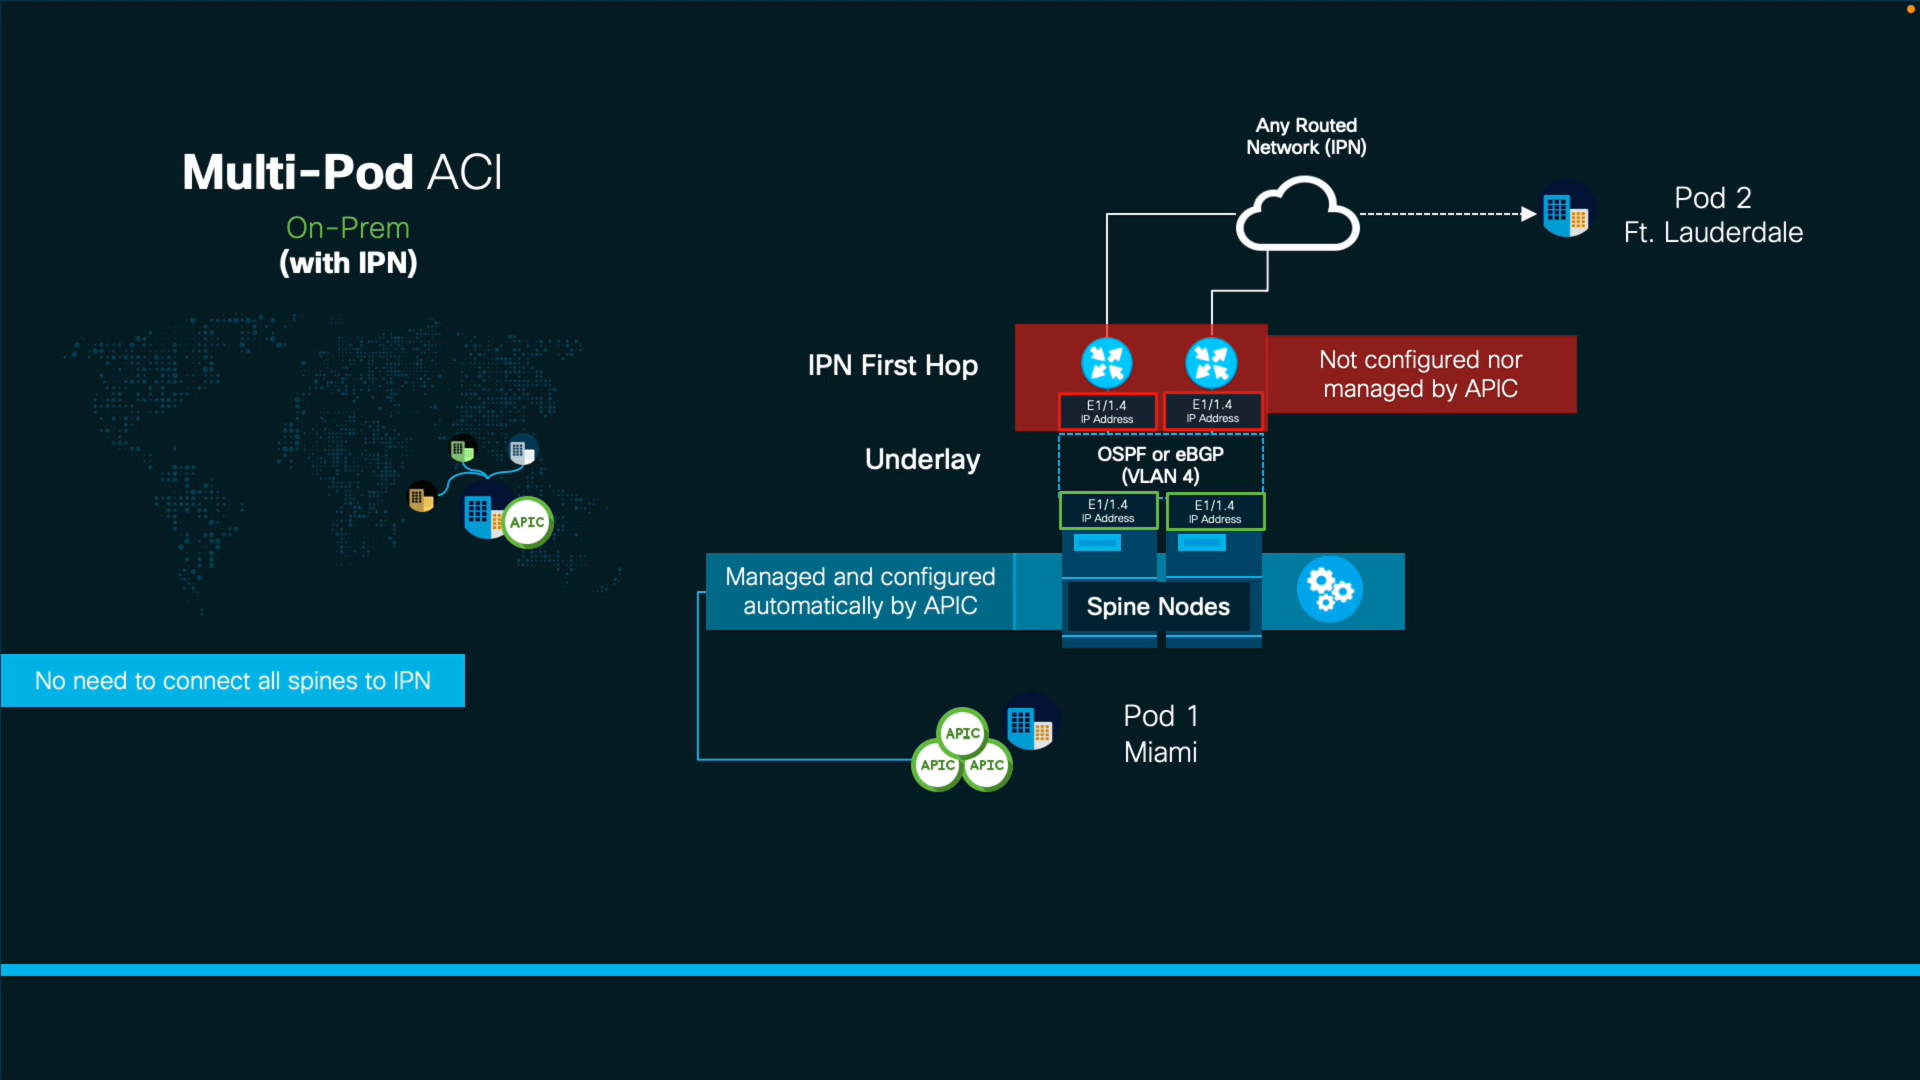 Multi-Pod ACI
On-Prem
(with IPN)
APIC
No need to connect all spines to IPN
Any Routed
Network (IPN)
Pod 2
Ft. Lauderdale
IPN First Hop
Not configured nor
managed by APIC
E1/1.4
IP Address
E1/1.4
IP Address
Underlay
OSPF or eBGP
(VLAN 4)
E1/1.4
IP Address
E1/1.4
IP Address
Managed and configured
automatically by APIC
Spine Nodes
APIC
APIC
APIC
Pod 1
Miami